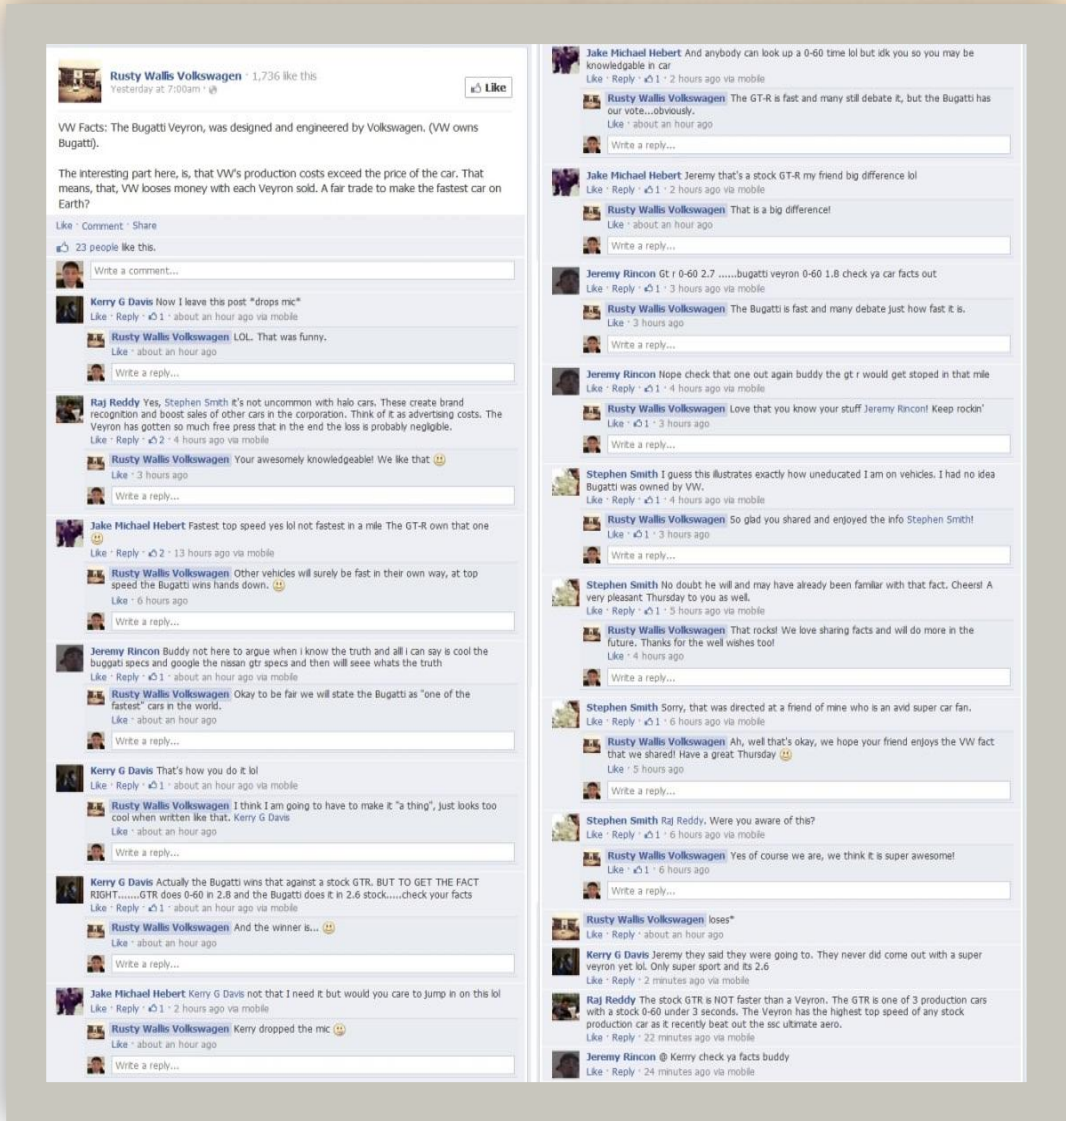 Rusty Wallis Volkswagen · 1,736 like this
Yesterday at 7:00am ·
Like
VW Facts: The Bugatti Veyron, was designed and engineered by Volkswagen. (VW owns
Bugatti).
The interesting part here, is, that VW's production costs exceed the price of the car. That
means, that, VW looses money with each Veyron sold. A fair trade to make the fastest car on
Earth?
Like · Comment · Share
23 people like this.
Write a comment...
Kerry G Davis Now I leave this post *drops mic*
Like · Reply · 1 · about an hour ago via mobile
Rusty Wallis Volkswagen LOL. That was funny.
Like · about an hour ago
Write a reply...
Raj Reddy Yes, Stephen Smith it's not uncommon with halo cars. These create brand
recognition and boost sales of other cars in the corporation. Think of it as advertising costs. The
Veyron has gotten so much free press that in the end the loss is probably negligible.
Like · Reply · 2 · 4 hours ago via mobile
Rusty Wallis Volkswagen Your awesomely knowledgeable! We like that
Like · 3 hours ago
Write a reply...
Jake Michael Hebert Fastest top speed yes lol not fastest in a mile The GT-R own that one
Like · Reply · 2 · 13 hours ago via mobile
Rusty Wallis Volkswagen Other vehicles will surely be fast in their own way, at top
speed the Bugatti wins hands down.
Like · 6 hours ago
Write a reply...
Jeremy Rincon Buddy not here to argue when i know the truth and all i can say is cool the
buggati specs and google the nissan gtr specs and then will seee whats the truth
Like · Reply · 1 · about an hour ago via mobile
Rusty Wallis Volkswagen Okay to be fair we will state the Bugatti as "one of the
fastest" cars in the world.
Like · about an hour ago
Write a reply...
Kerry G Davis That's how you do it lol
Like · Reply · 1 · about an hour ago via mobile
Rusty Wallis Volkswagen I think I am going to have to make it "a thing", just looks too
cool when written like that. Kerry G Davis
Like · about an hour ago
Write a reply...
Kerry G Davis Actually the Bugatti wins that against a stock GTR. BUT TO GET THE FACT
RIGHT.......GTR does 0-60 in 2.8 and the Bugatti does it in 2.6 stock.....check your facts
Like · Reply · 1 · about an hour ago via mobile
Rusty Wallis Volkswagen And the winner is...
Like · about an hour ago
Write a reply...
Jake Michael Hebert Kerry G Davis not that I need it but would you care to jump in on this lol
Like · Reply · 1 · 2 hours ago via mobile
Rusty Wallis Volkswagen Kerry dropped the mic
Like · about an hour ago
Write a reply...
Jake Michael Hebert And anybody can look up a 0-60 time lol but idk you so you may be
knowledgable in car
Like · Reply · 1 · 2 hours ago via mobile
Rusty Wallis Volkswagen The GT-R is fast and many still debate it, but the Bugatti has
our vote...obviously.
Like · about an hour ago
Write a reply...
Jake Michael Hebert Jeremy that's a stock GT-R my friend big difference lol
Like · Reply · 1 · 2 hours ago via mobile
Rusty Wallis Volkswagen That is a big difference!
Like · about an hour ago
Write a reply...
Jeremy Rincon Gt r 0-60 2.7 ......bugatti veyron 0-60 1.8 check ya car facts out
Like · Reply · 1 · 3 hours ago via mobile
Rusty Wallis Volkswagen The Bugatti is fast and many debate just how fast it is.
Like · 3 hours ago
Write a reply...
Jeremy Rincon Nope check that one out again buddy the gt r would get stoped in that mile
Like · Reply · 1 · 4 hours ago via mobile
Rusty Wallis Volkswagen Love that you know your stuff Jeremy Rincon! Keep rockin'
Like · 1 · 3 hours ago
Write a reply...
Stephen Smith I guess this illustrates exactly how uneducated I am on vehicles. I had no idea
Bugatti was owned by VW.
Like · Reply · 1 · 4 hours ago via mobile
Rusty Wallis Volkswagen So glad you shared and enjoyed the info Stephen Smith!
Like · 1 · 3 hours ago
Write a reply...
Stephen Smith No doubt he will and may have already been familar with that fact. Cheers! A
very pleasant Thursday to you as well.
Like · Reply · 1 · 5 hours ago via mobile
Rusty Wallis Volkswagen That rocks! We love sharing facts and will do more in the
future. Thanks for the well wishes too!
Like · 4 hours ago
Write a reply...
Stephen Smith Sorry, that was directed at a friend of mine who is an avid super car fan.
Like · Reply · 1 · 6 hours ago via mobile
Rusty Wallis Volkswagen Ah, well that's okay, we hope your friend enjoys the VW fact
that we shared! Have a great Thursday
Like · 5 hours ago
Write a reply...
Stephen Smith Raj Reddy. Were you aware of this?
Like · Reply · 1 · 6 hours ago via mobile
Rusty Wallis Volkswagen Yes of course we are, we think it is super awesome!
Like · 1 · 6 hours ago
Write a reply...
Rusty Wallis Volkswagen loses*
Like · Reply · about an hour ago
Kerry G Davis Jeremy they said they were going to. They never did come out with a super
veyron yet lol. Only super sport and its 2.6
Like · Reply · 2 minutes ago via mobile
Raj Reddy The stock GTR is NOT faster than a Veyron. The GTR is one of 3 production cars
with a stock 0-60 under 3 seconds. The Veyron has the highest top speed of any stock
production car as it recently beat out the ssc ultimate aero.
Like · Reply · 22 minutes ago via mobile
Jeremy Rincon @ Kerrry check ya facts buddy
Like · Reply · 24 minutes ago via mobile